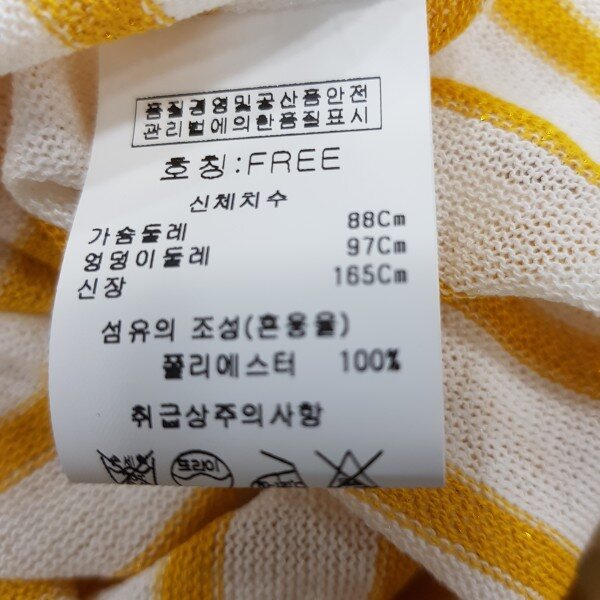 품질경영및공산품안전
관리법에의한품질표시
호칭:FREE
신체치수
가슴둘레 88Cm
엉덩이둘레 97Cm
신장 165Cm
섬유의 조성(혼용율)
폴리에스터 100%
취급상주의사항
드라이